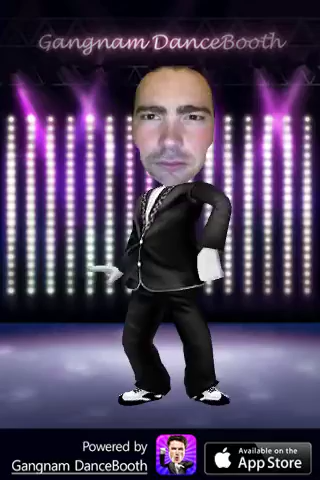 Gangnam DanceBooth
Powered by
Gangnam DanceBooth
Available on the
App Store